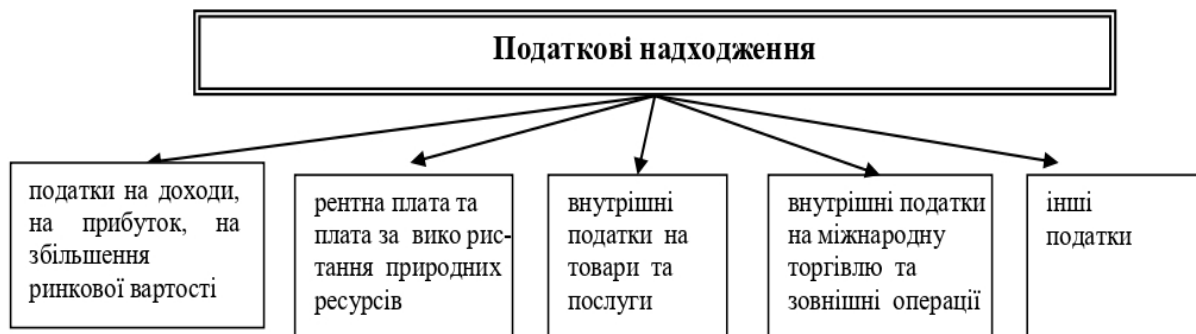 Податкові надходження
податки на доходи,
на прибуток, на
збільшення
ринкової вартості
рентна плата та
плата за вико рис-
тання природних
ресурсів
внутрішні
податки на
товари та
послуги
внутрішні податки
на міжнародну
торгівлю та
зовнішні операції
інші
податки